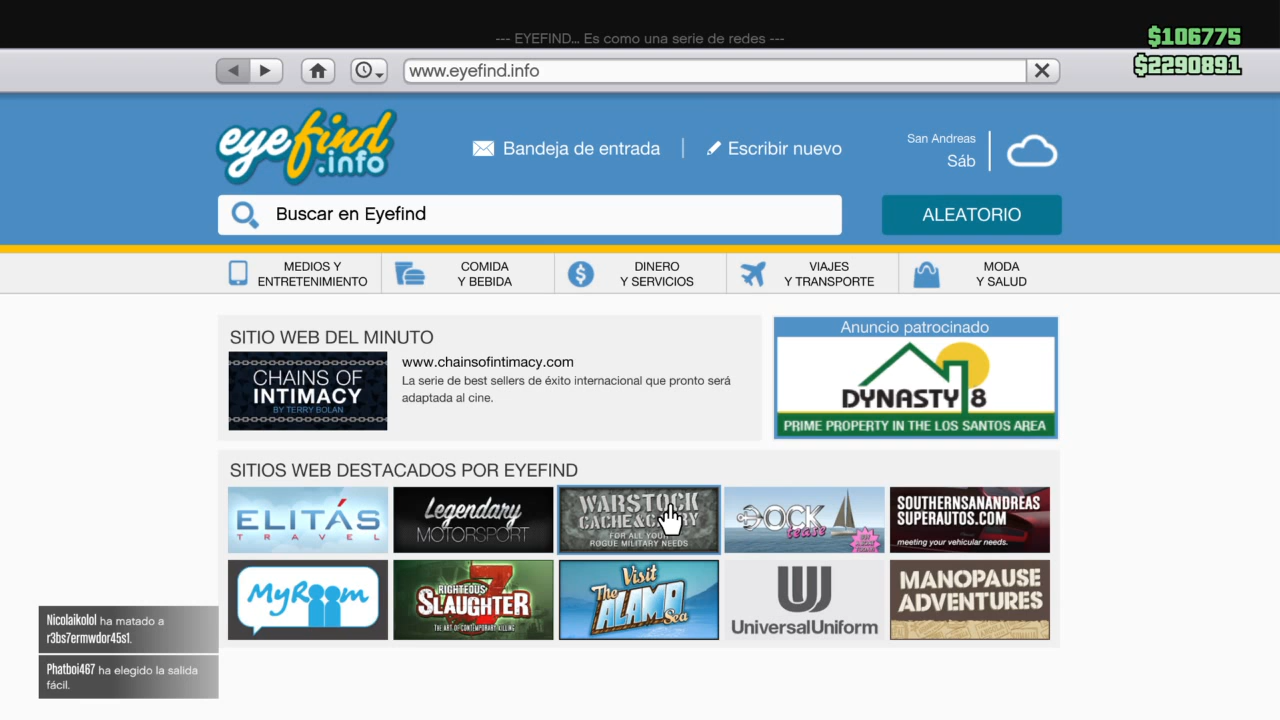 --- EYEFIND... Es como una serie de redes ---
$106775
$2290891
www.eyefind.info
eyefind
.info
Bandeja de entrada
Escribir nuevo
San Andreas
Sáb
Buscar en Eyefind
ALEATORIO
MEDIOS Y
ENTRETENIMIENTO
COMIDA
Y BEBIDA
DINERO
Y SERVICIOS
VIAJES
Y TRANSPORTE
MODA
Y SALUD
SITIO WEB DEL MINUTO
CHAINS OF
INTIMACY
BY TERRY BOLAN
www.chainsofintimacy.com
La serie de best sellers de éxito internacional que pronto será
adaptada al cine.
Anuncio patrocinado
DYNASTY 8
PRIME PROPERTY IN THE LOS SANTOS AREA
SITIOS WEB DESTACADOS POR EYEFIND
ELITÁS
TRAVEL
Legendary
MOTORSPORT
WARSTOCK
CACHE&CARRY
FOR ALL YOUR
ROGUE MILITARY NEEDS
DOCK
tease
SOUTHERNSANANDREAS
SUPERAUTOS.COM
meeting your vehicular needs.
MyRoom
RIGHTEOUS
SLAUGHTER
7
THE ART OF CONTEMPORARY KILLING
Visit
The
ALAMO
Sea
UniversalUniform
MANOPAUSE
ADVENTURES
Nicolaikolol ha matado a
r3bs7ermwdor45s1.
Phatboi467 ha elegido la salida
fácil.